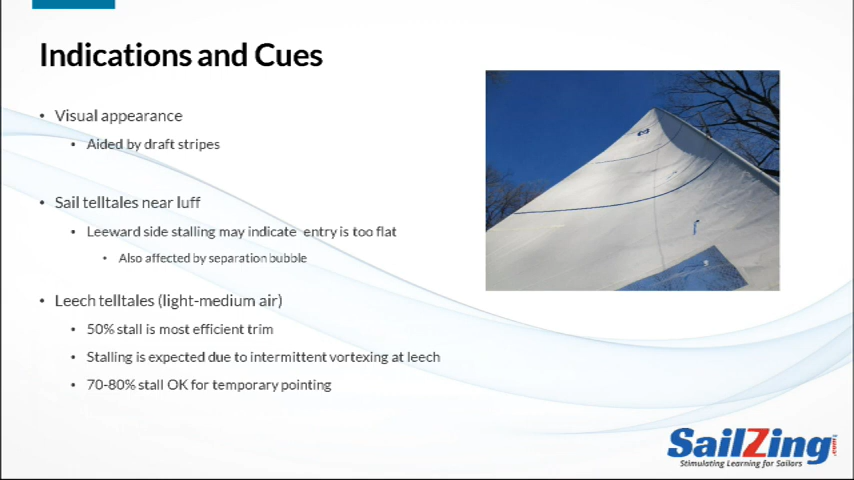 Indications and Cues
• Visual appearance
• Aided by draft stripes
• Sail telltales near luff
• Leeward side stalling may indicate entry is too flat
• Also affected by separation bubble
• Leech telltales (light-medium air)
• 50% stall is most efficient trim
• Stalling is expected due to intermittent vortexing at leech
• 70-80% stall OK for temporary pointing
SailZing
Stimulating Learning for Sailors